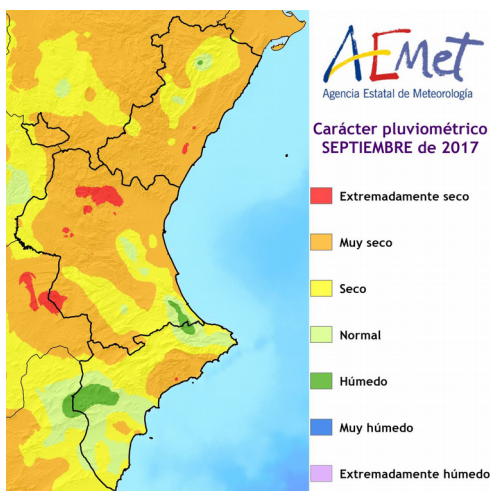 AEMet
Agencia Estatal de Meteorología
Carácter pluviométrico
SEPTIEMBRE de 2017
Extremadamente seco
Muy seco
Seco
Normal
Húmedo
Muy húmedo
Extremadamente húmedo